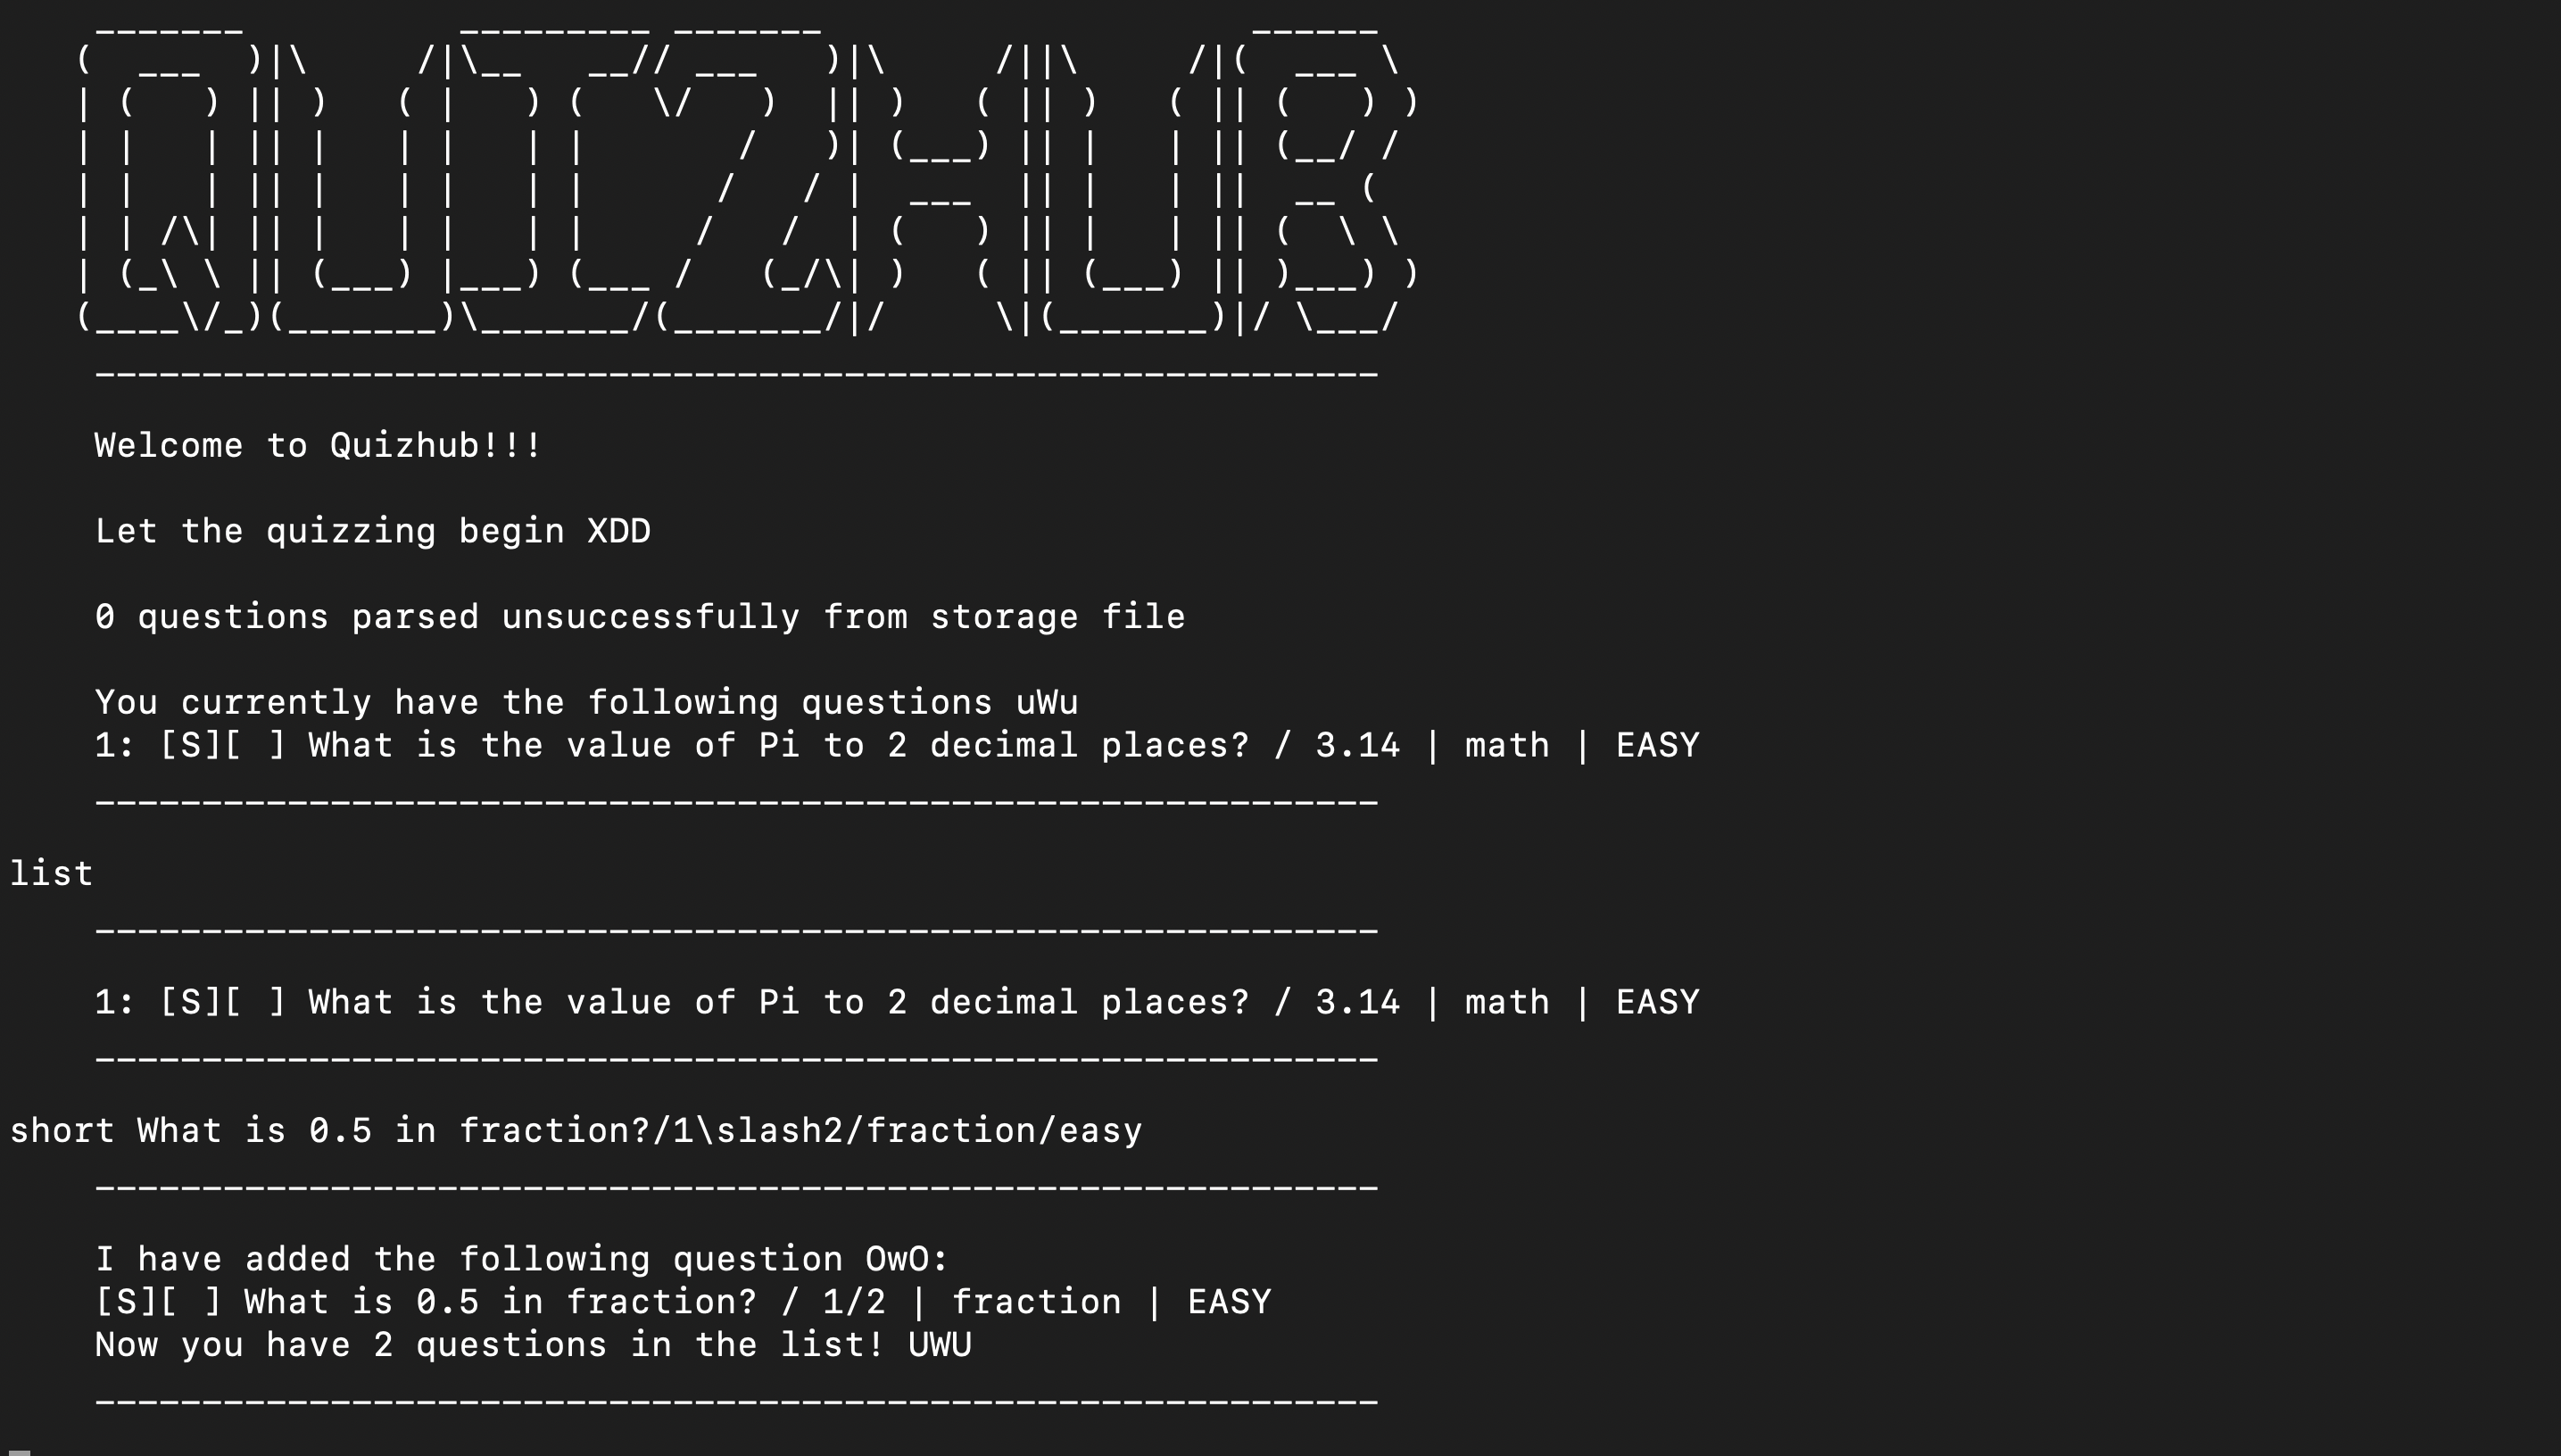 QUIZHUB
------------------------------------------------------------
Welcome to Quizhub!!!
Let the quizzing begin XDD
0 questions parsed unsuccessfully from storage file
You currently have the following questions uWu
1: [S][ ] What is the value of Pi to 2 decimal places? / 3.14 | math | EASY
------------------------------------------------------------
list
------------------------------------------------------------
1: [S][ ] What is the value of Pi to 2 decimal places? / 3.14 | math | EASY
------------------------------------------------------------
short What is 0.5 in fraction?/1\slash2/fraction/easy
------------------------------------------------------------
I have added the following question OwO:
[S][ ] What is 0.5 in fraction? / 1/2 | fraction | EASY
Now you have 2 questions in the list! UWU
------------------------------------------------------------